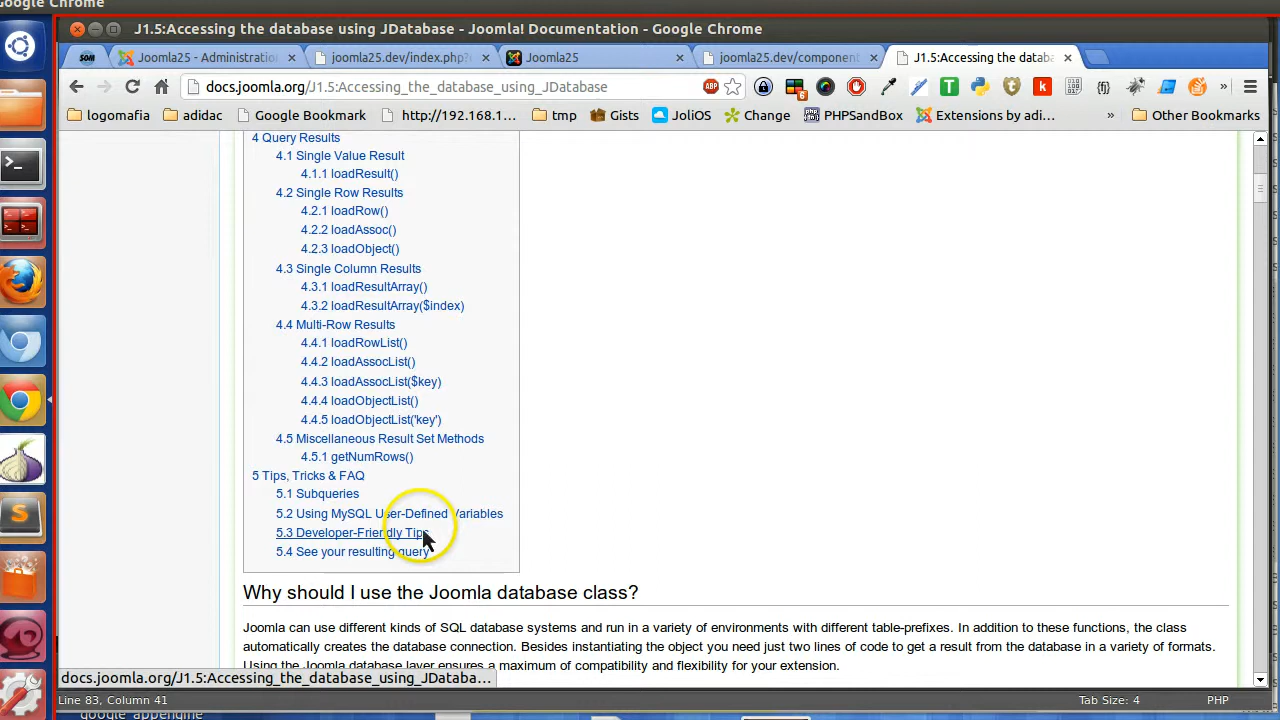 Google Chrome
J1.5:Accessing the database using JDatabase - Joomla! Documentation - Google Chrome
SOM
Joomla25 - Administratio
joomla25.dev/index.php?
Joomla25
joomla25.dev/component
J1.5:Accessing the databa
docs.joomla.org/J1.5:Accessing_the_database_using_JDatabase
ABP
6
T
k
{fj}
»
logomafia
adidac
Google Bookmark
http://192.168.1...
tmp
Gists
JoliOS
Change
PHPSandBox
Extensions by adi...
»
Other Bookmarks
4 Query Results
4.1 Single Value Result
4.1.1 loadResult()
4.2 Single Row Results
4.2.1 loadRow()
4.2.2 loadAssoc()
4.2.3 loadObject()
4.3 Single Column Results
4.3.1 loadResultArray()
4.3.2 loadResultArray($index)
4.4 Multi-Row Results
4.4.1 loadRowList()
4.4.2 loadAssocList()
4.4.3 loadAssocList($key)
4.4.4 loadObjectList()
4.4.5 loadObjectList('key')
4.5 Miscellaneous Result Set Methods
4.5.1 getNumRows()
5 Tips, Tricks & FAQ
5.1 Subqueries
5.2 Using MySQL User-Defined Variables
5.3 Developer-Friendly Tips
5.4 See your resulting query
Why should I use the Joomla database class?
Joomla can use different kinds of SQL database systems and run in a variety of environments with different table-prefixes. In addition to these functions, the class
automatically creates the database connection. Besides instantiating the object you need just two lines of code to get a result from the database in a variety of formats.
Using the Joomla database layer ensures a maximum of compatibility and flexibility for your extension.
docs.joomla.org/J1.5:Accessing_the_database_using_JDataba...
Line 83, Column 41
Tab Size: 4
PHP
google_appengine